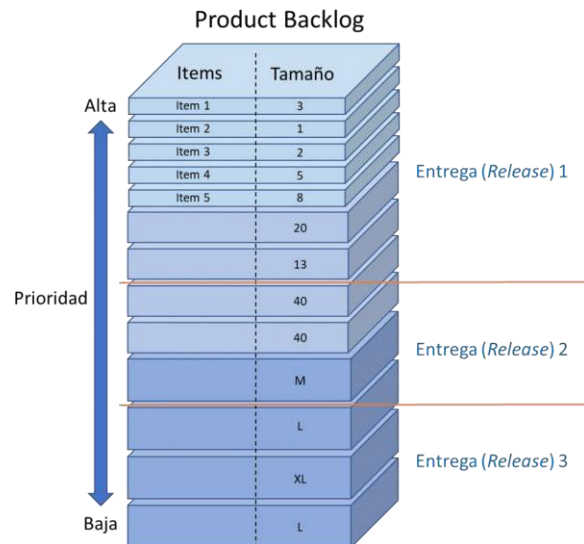 Product Backlog
Items Tamaño
Alta
Item 1 3
Item 2 1
Item 3 2
Item 4 5
Item 5 8
Entrega (Release) 1
20
13
Prioridad
40
40
Entrega (Release) 2
M
L
Entrega (Release) 3
XL
Baja
L